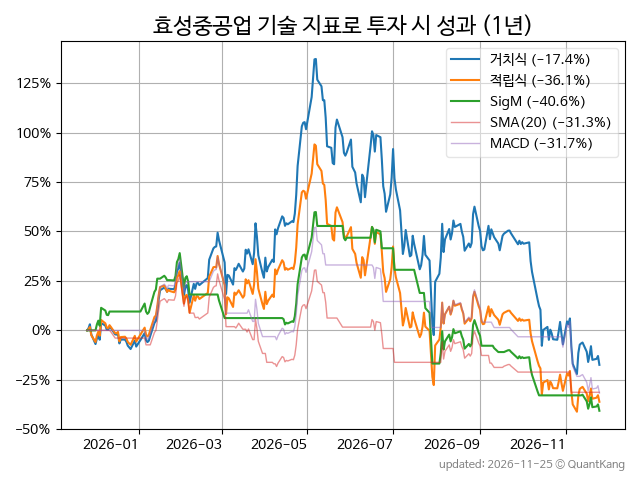 효성중공업 기술 지표로 투자 시 성과 (1년)
거치식 (−17.4%)
적립식 (−36.1%)
SigM (−40.6%)
SMA(20) (−31.3%)
MACD (−31.7%)
125%
100%
75%
50%
25%
0%
−25%
−50%
2026-01
2026-03
2026-05
2026-07
2026-09
2026-11
updated: 2026-11-25 © QuantKang